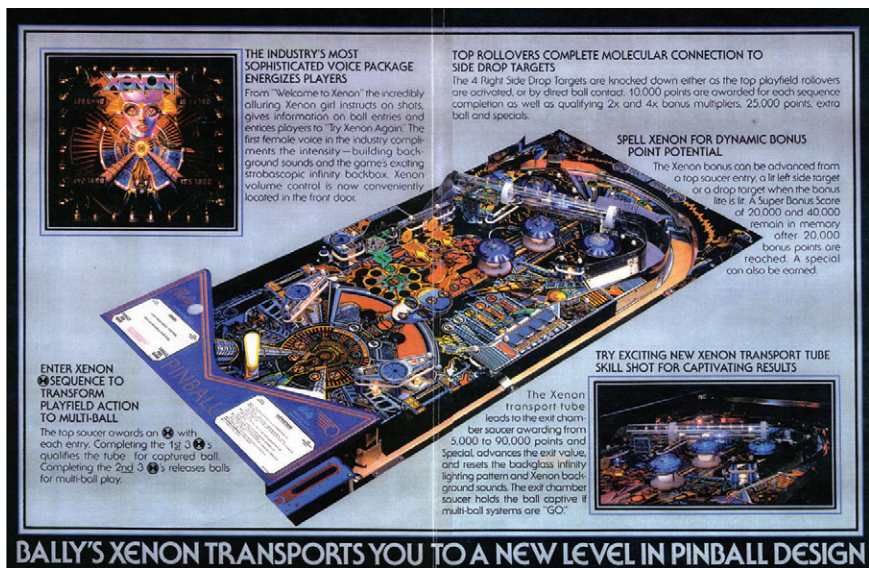 THE INDUSTRY'S MOST
SOPHISTICATED VOICE PACKAGE
ENERGIZES PLAYERS
From "Welcome to Xenon" the incredibly
alluring Xenon girl instructs on shots,
gives information on ball entries and
entices players to "Try Xenon Again." The
first female voice in the industry compli-
ments the intensity—building back-
ground sounds and the game's exciting
stroboscopic infinity backbox. Xenon
volume control is now conveniently
located in the front door.
XENON
TOP ROLLOVERS COMPLETE MOLECULAR CONNECTION TO
SIDE DROP TARGETS
The 4 Right Side Drop Targets are knocked down either as the top playfield rollovers
are activated, or by direct ball contact. 10,000 points are awarded for each sequence
completion as well as qualifying 2x and 4x bonus multipliers, 25,000 points, extra
ball and specials.
SPELL XENON FOR DYNAMIC BONUS
POINT POTENTIAL
The Xenon bonus can be advanced from
a top saucer entry, a lit left side target
or a drop target when the bonus
lite is lit. A Super Bonus Score
of 20,000 and 40,000
remain in memory
after 20,000
bonus points are
reached. A special
can also be earned.
PINBALL
ENTER XENON
SEQUENCE TO
TRANSFORM
PLAYFIELD ACTION
TO MULTI-BALL
The top saucer awards an with
each entry. Completing the 1st 3 's
qualifies the tube for captured ball.
Completing the 2nd 3 's releases balls
for multi-ball play.
TRY EXCITING NEW XENON TRANSPORT TUBE
SKILL SHOT FOR CAPTIVATING RESULTS
The Xenon
transport tube
leads to the exit cham-
ber saucer awarding from
5,000 to 90,000 points and
Special, advances the exit value,
and resets the backglass infinity
lighting pattern and Xenon back-
ground sounds. The exit chamber
saucer holds the ball captive if
multi-ball systems are "GO."
BALLY'S XENON TRANSPORTS YOU TO A NEW LEVEL IN PINBALL DESIGN